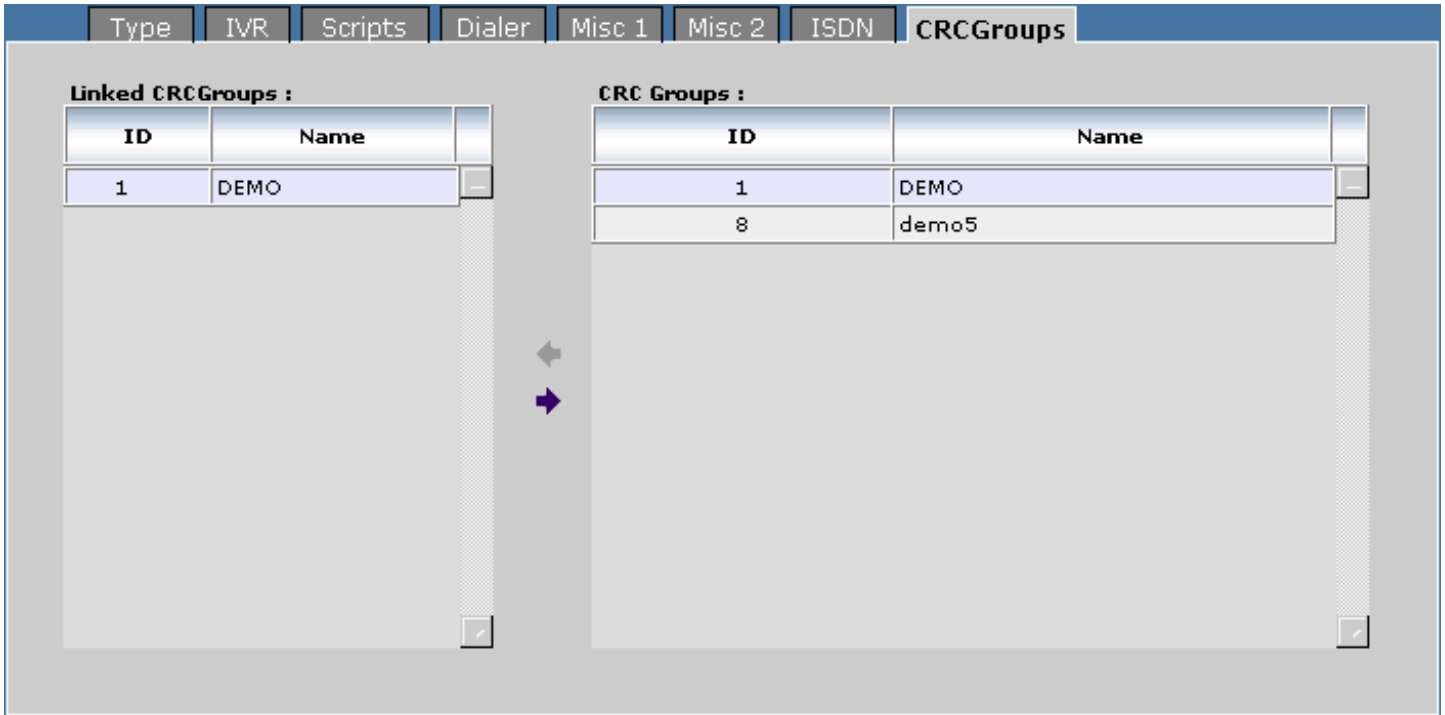 Type IVR Scripts Dialer Misc 1 Misc 2 ISDN CRCGroups
Linked CRCGroups :
ID Name
1 DEMO
CRC Groups :
ID Name
1 DEMO
8 demo5